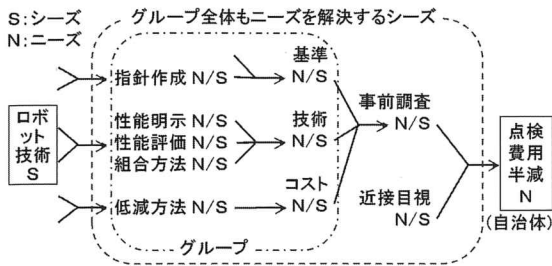 S:シーズ
N:ニーズ
グループ全体もニーズを解決するシーズ
基準
N/S
指針作成 N/S
事前調査
N/S
ロボ
ット
技術
S
性能明示 N/S
性能評価 N/S
組合方法 N/S
技術
N/S
点検
費用
半減
N
(自治体)
コスト
N/S
低減方法 N/S
近接目視
N/S
グループ